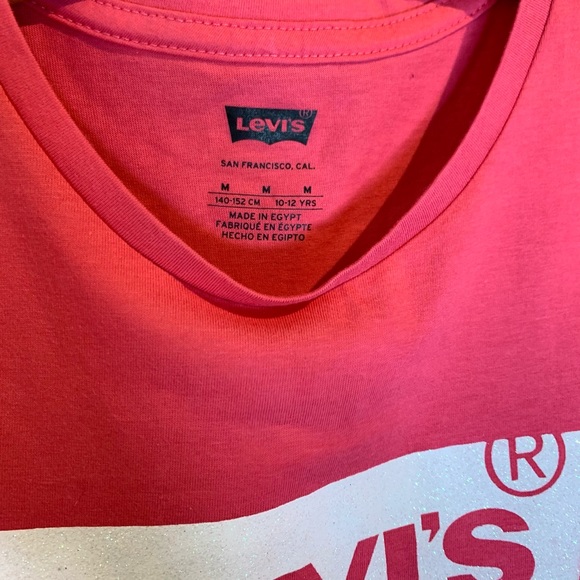 Levi's ®
SAN FRANCISCO, CAL.
M M M
140-152 CM 10-12 YRS
MADE IN EGYPT
FABRIQUÉ EN ÉGYPTE
HECHO EN EGIPTO
®
VI'S